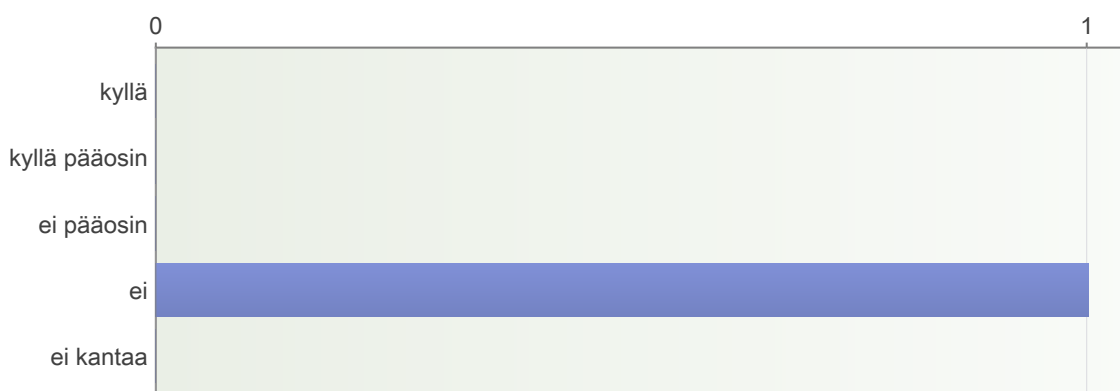 0 1
kyllä
kyllä pääosin
ei pääosin
ei
ei kantaa